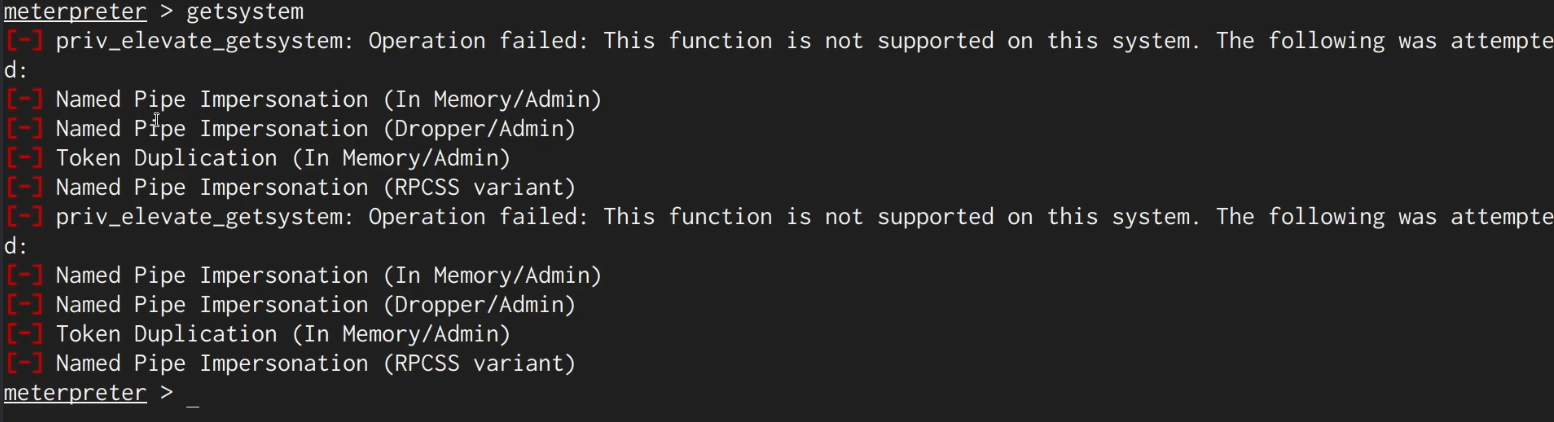 meterpreter > getsystem
[-] priv_elevate_getsystem: Operation failed: This function is not supported on this system. The following was attempte
d:
[-] Named Pipe Impersonation (In Memory/Admin)
[-] Named Pipe Impersonation (Dropper/Admin)
[-] Token Duplication (In Memory/Admin)
[-] Named Pipe Impersonation (RPCSS variant)
[-] priv_elevate_getsystem: Operation failed: This function is not supported on this system. The following was attempte
d:
[-] Named Pipe Impersonation (In Memory/Admin)
[-] Named Pipe Impersonation (Dropper/Admin)
[-] Token Duplication (In Memory/Admin)
[-] Named Pipe Impersonation (RPCSS variant)
meterpreter > _